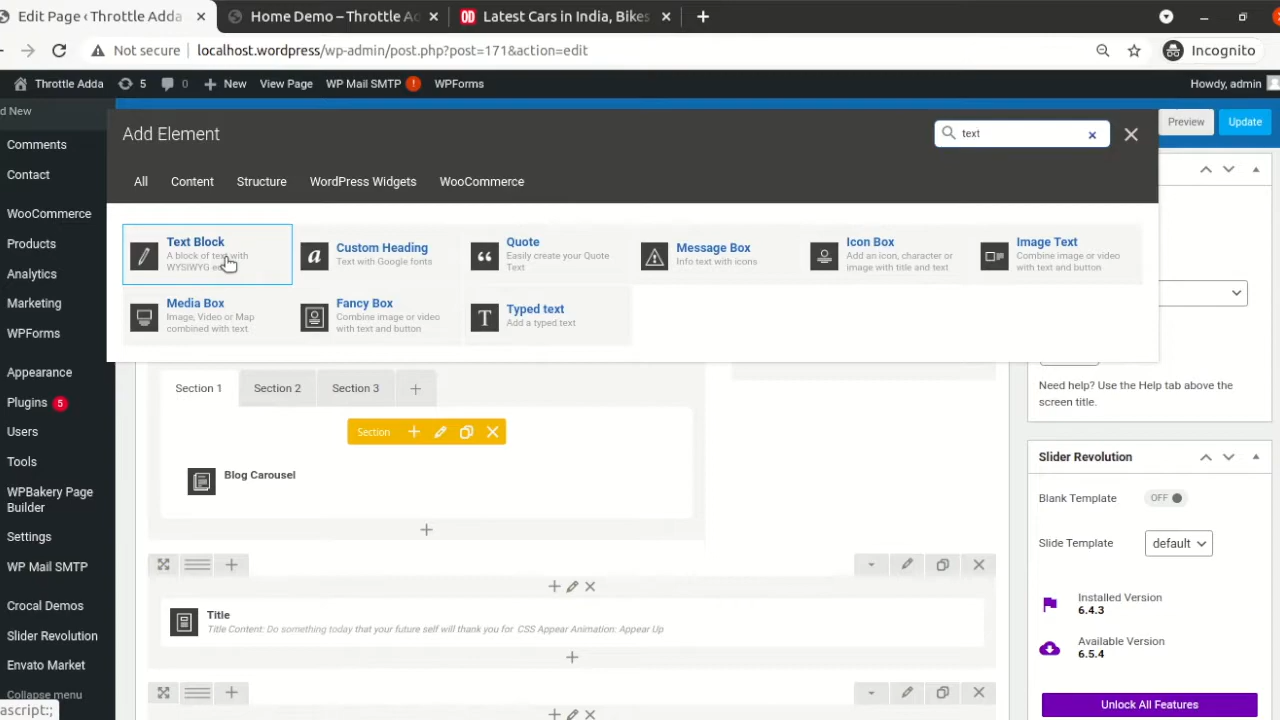 Edit Page ‹ Throttle Adda
Home Demo – Throttle Ad
OD Latest Cars in India, Bikes
Not secure localhost.wordpress/wp-admin/post.php?post=171&action=edit
Incognito
Throttle Adda 5 0 New View Page WP Mail SMTP ! WPForms
Howdy, admin
d New
Comments
Contact
WooCommerce
Products
Analytics
Marketing
WPForms
Appearance
Plugins 5
Users
Tools
WPBakery Page
Builder
Settings
WP Mail SMTP
Crocal Demos
Slider Revolution
Envato Market
Collapse menu
ascript:;
Add Element
text
All Content Structure WordPress Widgets WooCommerce
Text Block
A block of text with
WYSIWYG
Custom Heading
Text with Google fonts
Quote
Easily create your Quote
Text
Message Box
Info text with icons
Icon Box
Add an icon, character or
image with title and text
Image Text
Combine image or video
with text and button
Media Box
Image, Video or Map
combined with text
Fancy Box
Combine image or video
with text and button
Typed text
Add a typed text
Section 1 Section 2 Section 3
Section
Blog Carousel
Title
Title Content: Do something today that your future self will thank you for CSS Appear Animation: Appear Up
Preview
Update
Need help? Use the Help tab above the
screen title.
Slider Revolution
Blank Template OFF
Slide Template default
Installed Version
6.4.3
Available Version
6.5.4
Unlock All Features